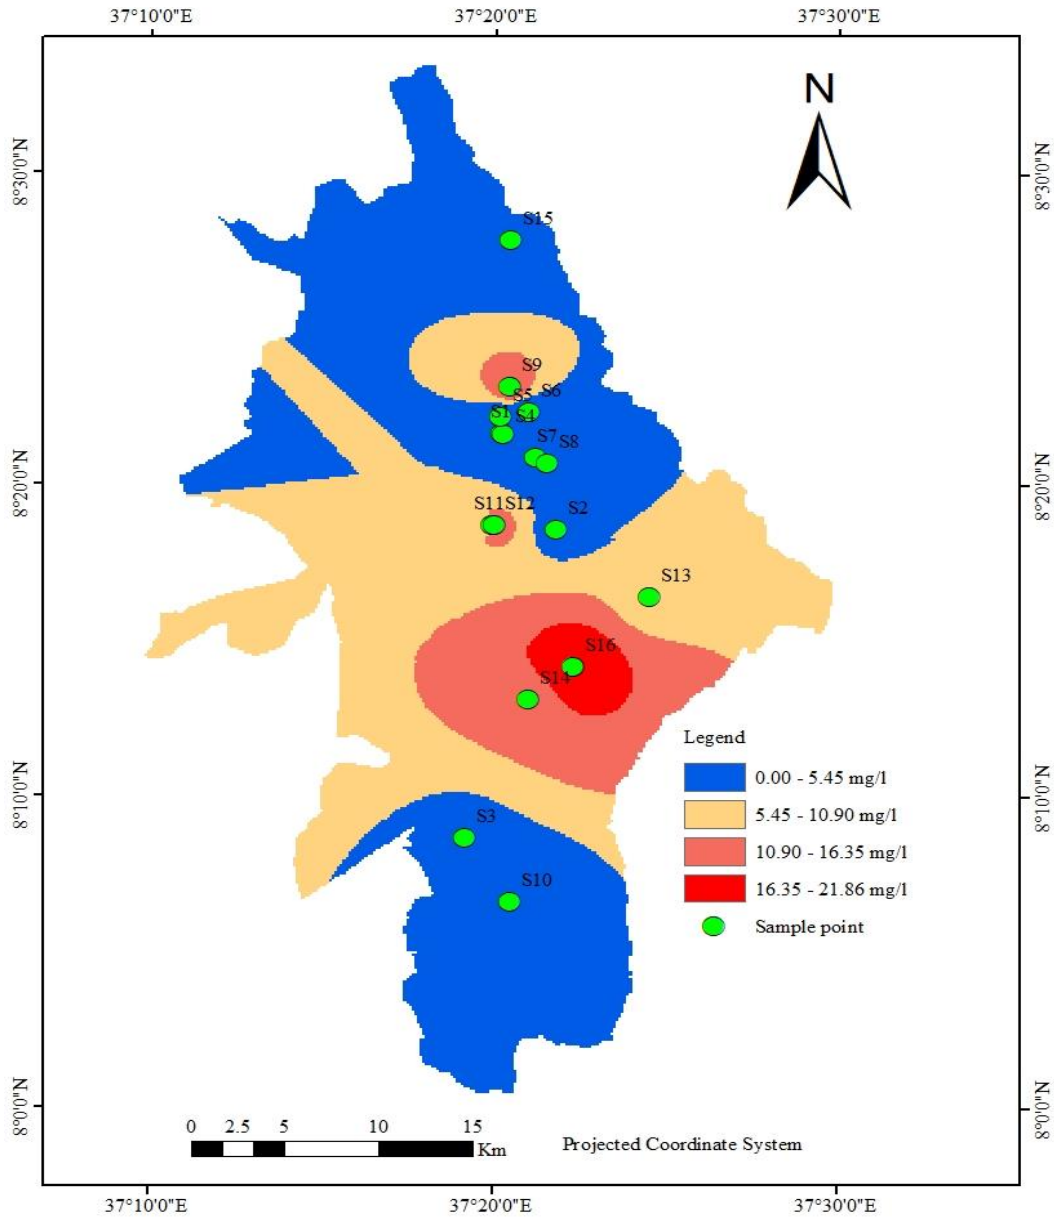 37°10'0"E 37°20'0"E 37°30'0"E
N
8°30'0"N 8°30'0"N
S15
S9
S5 S6
S1 S4
S7 S8
8°20'0"N 8°20'0"N
S11 S12 S2
S13
S16
S14
Legend
0.00 - 5.45 mg/l
8°10'0"N 8°10'0"N
5.45 - 10.90 mg/l
S3
10.90 - 16.35 mg/l
S10
16.35 - 21.86 mg/l
Sample point
8°0'0"N 8°0'0"N
0 2.5 5 10 15
Km
Projected Coordinate System
37°10'0"E 37°20'0"E 37°30'0"E